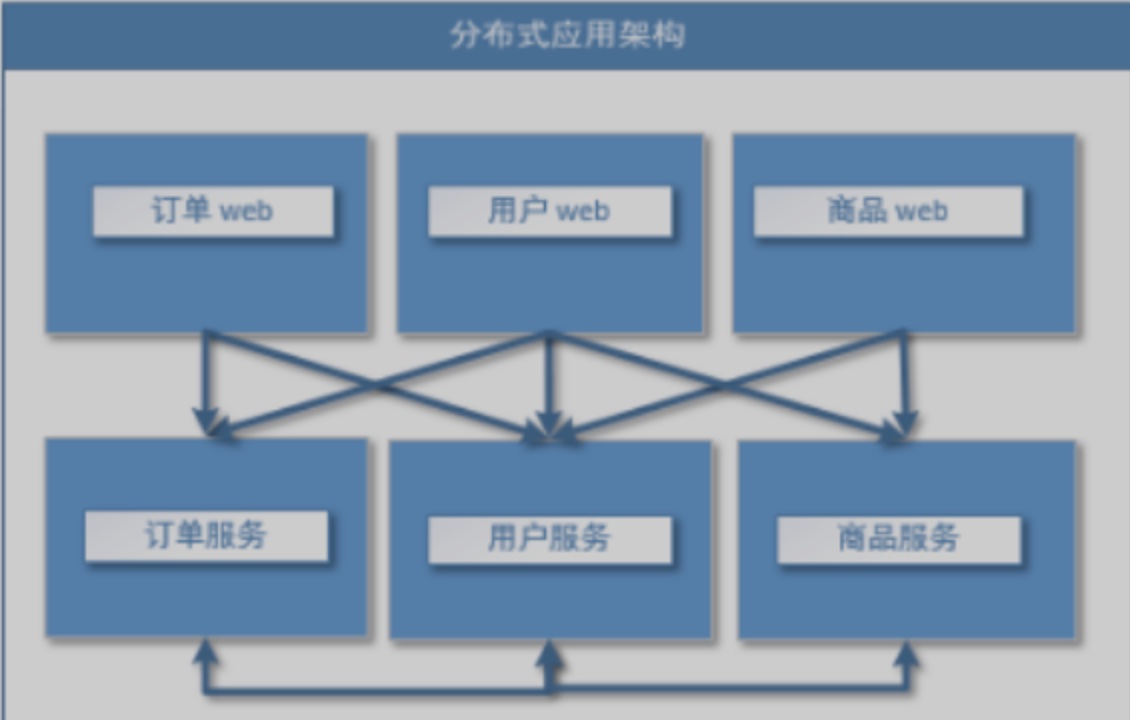 分布式应用架构
订单 web
用户 web
商品 web
订单服务
用户服务
商品服务